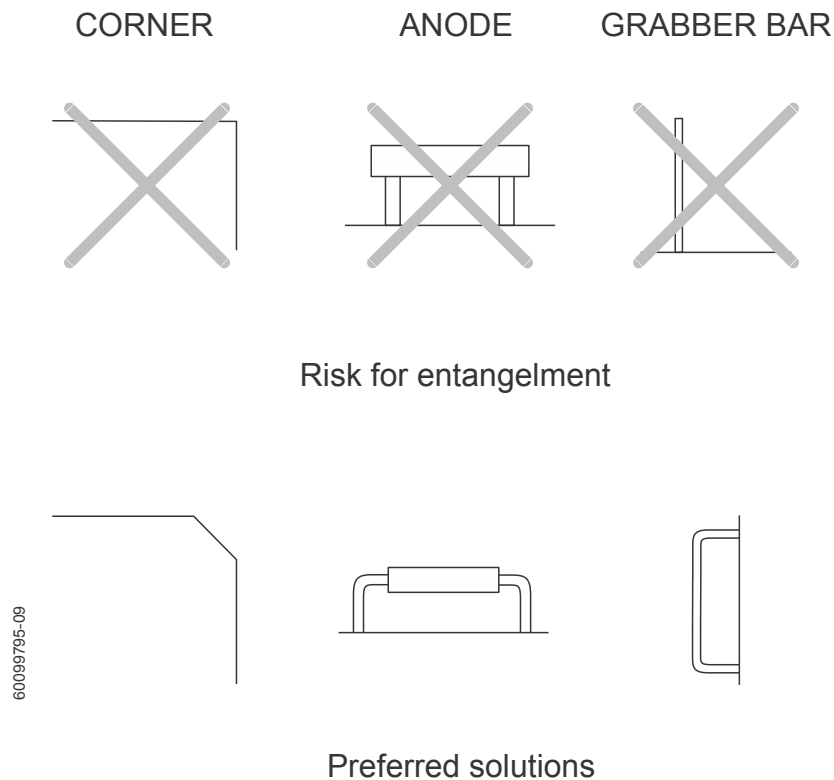 CORNER ANODE GRABBER BAR
Risk for entangelment
60099795-09
Preferred solutions